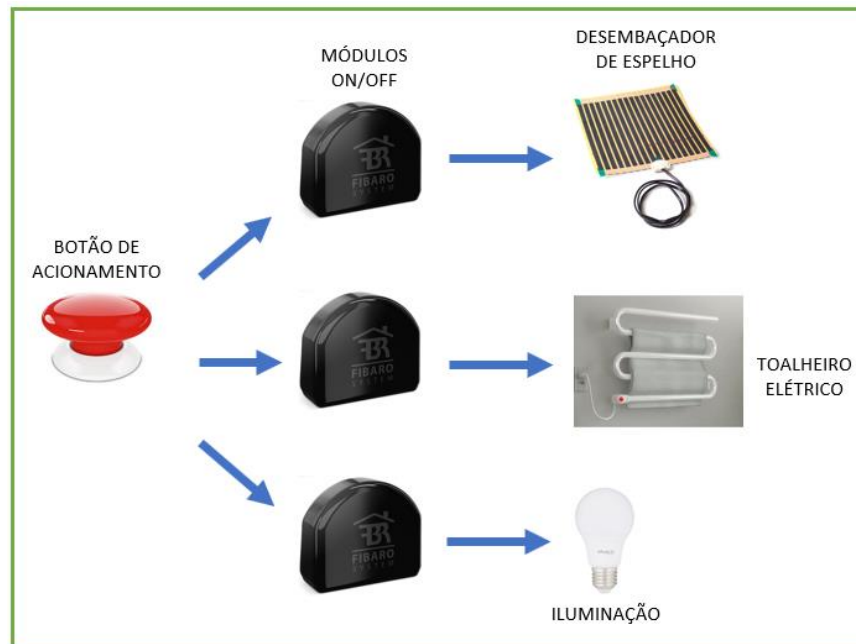 MÓDULOS
ON/OFF
DESEMBAÇADOR
DE ESPELHO
FIBARO
SYSTEM
BOTÃO DE
ACIONAMENTO
FIBARO
SYSTEM
TOALHEIRO
ELÉTRICO
FIBARO
SYSTEM
ILUMINAÇÃO